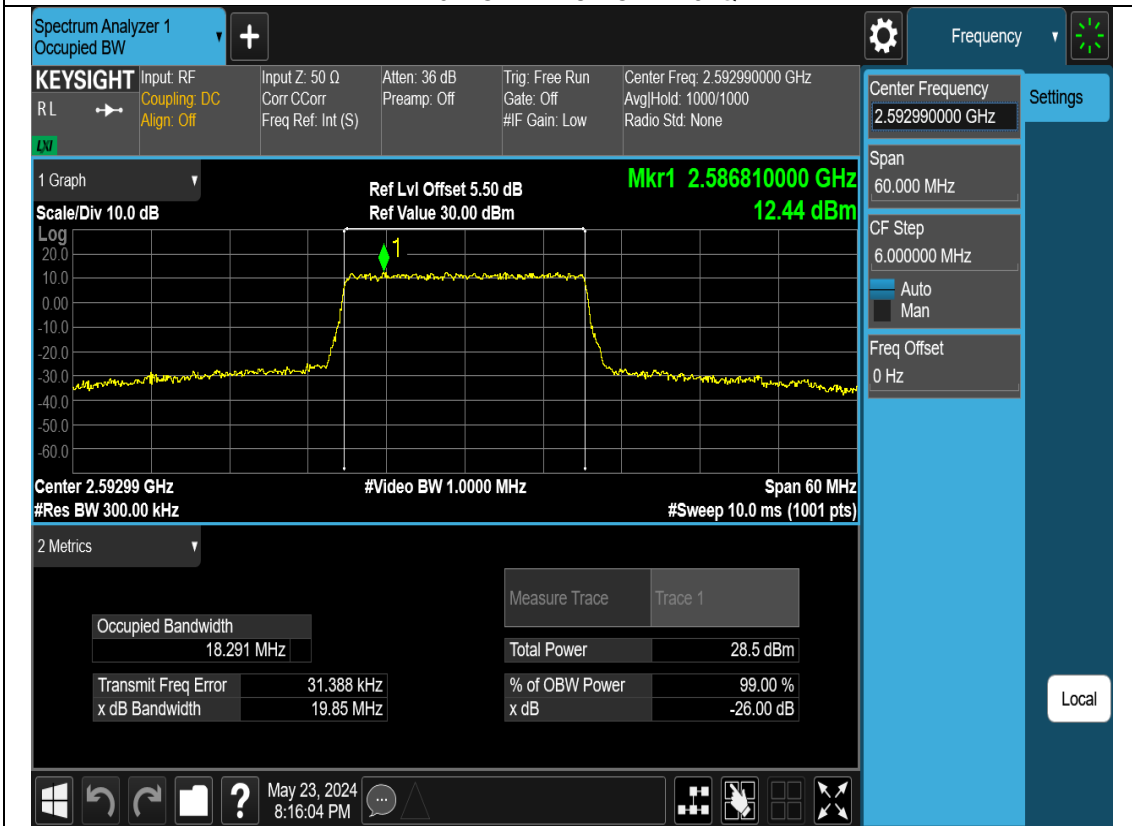 Spectrum Analyzer 1
Occupied BW
+
Frequency
KEYSIGHT
R L
LXI
Input: RF
Coupling: DC
Align: Off
Input Z: 50 Ω
Corr CCorr
Freq Ref: Int (S)
Atten: 36 dB
Preamp: Off
Trig: Free Run
Gate: Off
#IF Gain: Low
Center Freq: 2.592990000 GHz
Avg|Hold: 1000/1000
Radio Std: None
Center Frequency
2.592990000 GHz
Settings
Span
60.000 MHz
CF Step
6.000000 MHz
Auto
Man
Freq Offset
0 Hz
Local
1 Graph
Scale/Div 10.0 dB
Ref Lvl Offset 5.50 dB
Ref Value 30.00 dBm
Mkr1 2.586810000 GHz
12.44 dBm
Log
20.0
10.0
0.00
-10.0
-20.0
-30.0
-40.0
-50.0
-60.0
1
Center 2.59299 GHz
#Res BW 300.00 kHz
#Video BW 1.0000 MHz
Span 60 MHz
#Sweep 10.0 ms (1001 pts)
2 Metrics
Measure Trace Trace 1
Occupied Bandwidth
18.291 MHz
Total Power 28.5 dBm
Transmit Freq Error 31.388 kHz
% of OBW Power 99.00 %
x dB Bandwidth 19.85 MHz
x dB -26.00 dB
?
May 23, 2024
8:16:04 PM